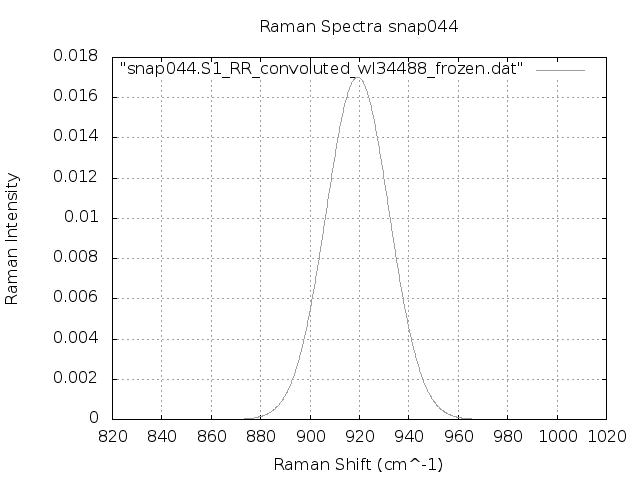 Raman Spectra snap044
"snap044.S1_RR_convoluted_wl34488_frozen.dat"
0.018
0.016
0.014
0.012
0.01
0.008
0.006
0.004
0.002
0
Raman Intensity
820 840 860 880 900 920 940 960 980 1000 1020
Raman Shift (cm^-1)